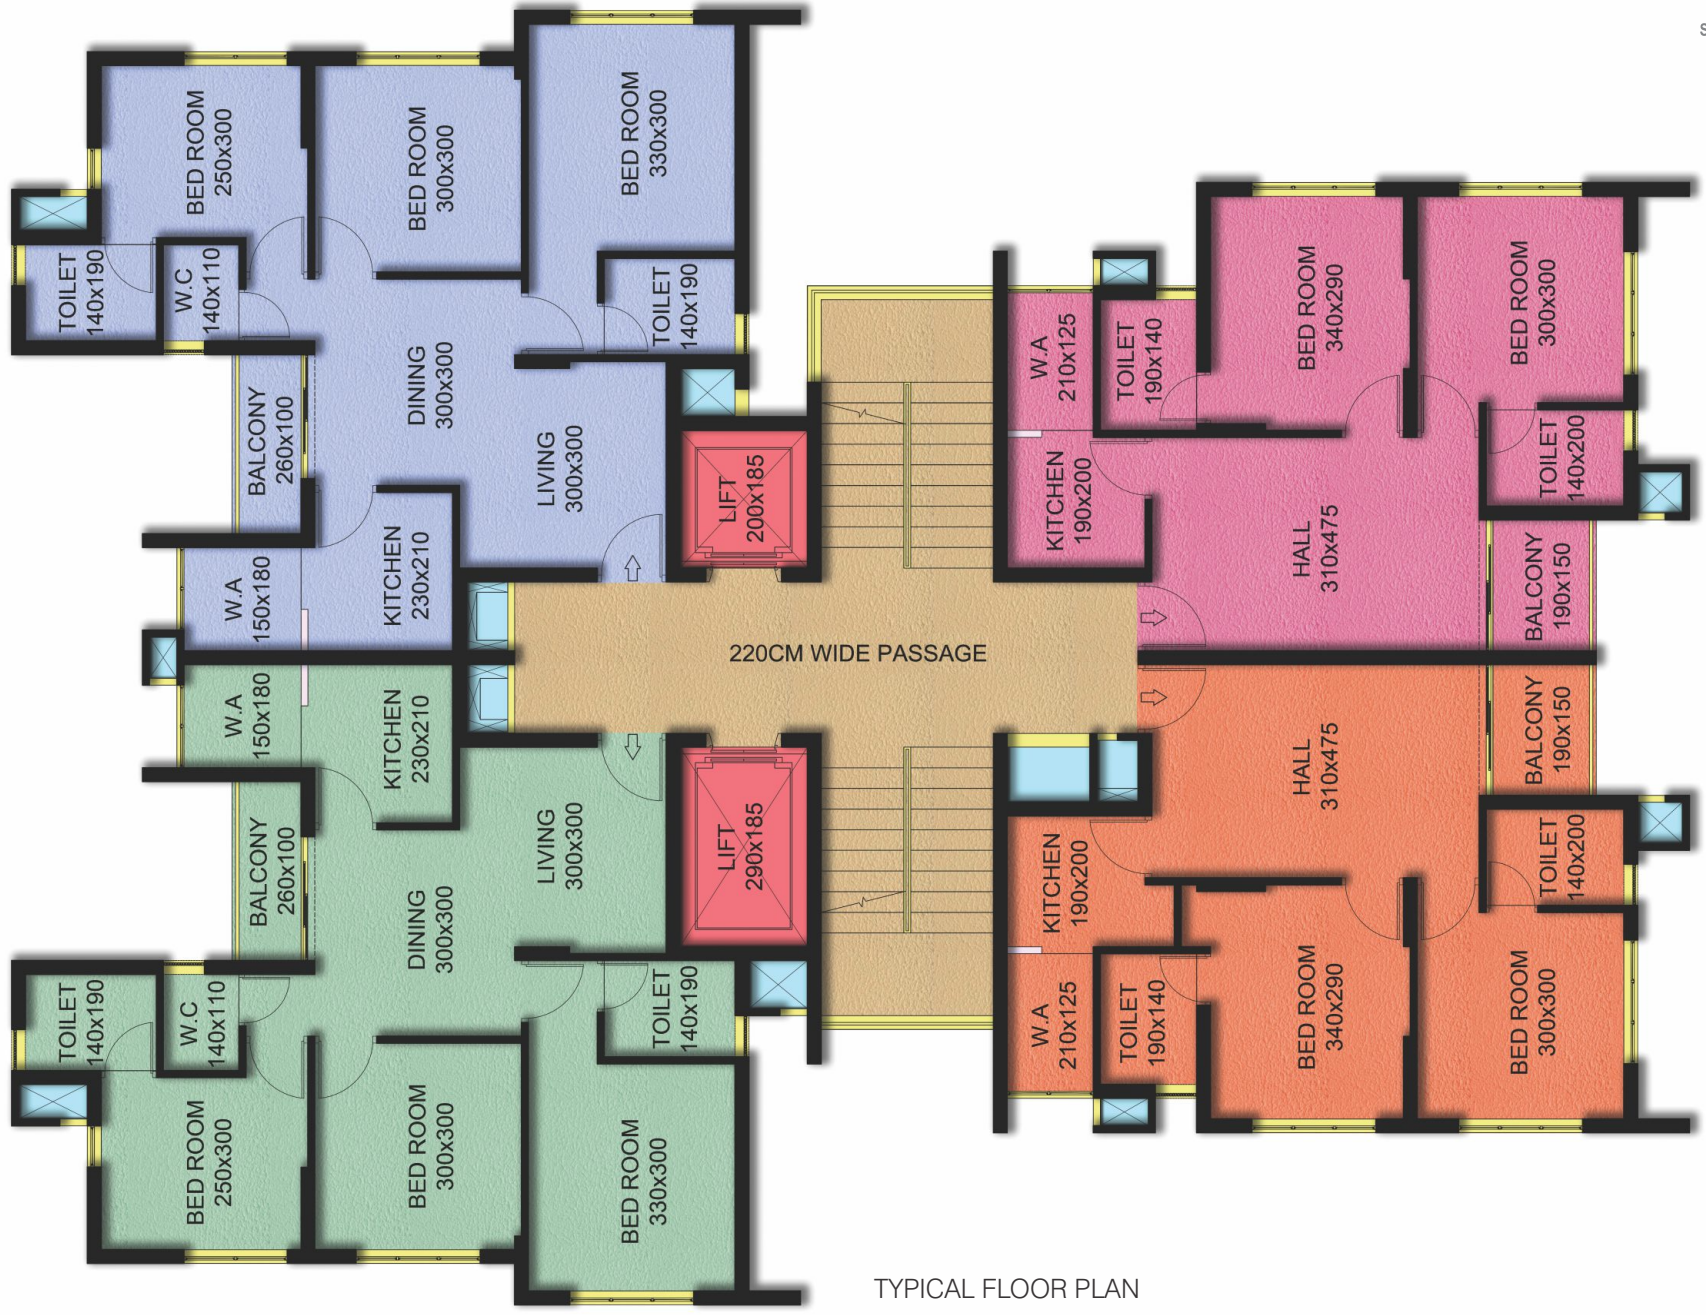 S
BED ROOM
250x300
BED ROOM
300x300
BED ROOM
330x300
TOILET
140x190
W.C
140x110
TOILET
140x190
DINING
300x300
BALCONY
260x100
LIVING
300x300
LIFT
200x185
W.A
150x180
KITCHEN
230x210
W.A
210x125
TOILET
190x140
BED ROOM
340x290
BED ROOM
300x300
KITCHEN
190x200
TOILET
140x200
HALL
310x475
BALCONY
190x150
220CM WIDE PASSAGE
W.A
150x180
KITCHEN
230x210
BALCONY
260x100
DINING
300x300
LIVING
300x300
LIFT
290x185
TOILET
140x190
W.C
140x110
TOILET
140x190
BED ROOM
250x300
BED ROOM
300x300
BED ROOM
330x300
HALL
310x475
BALCONY
190x150
KITCHEN
190x200
TOILET
140x200
W.A
210x125
TOILET
190x140
BED ROOM
340x290
BED ROOM
300x300
TYPICAL FLOOR PLAN